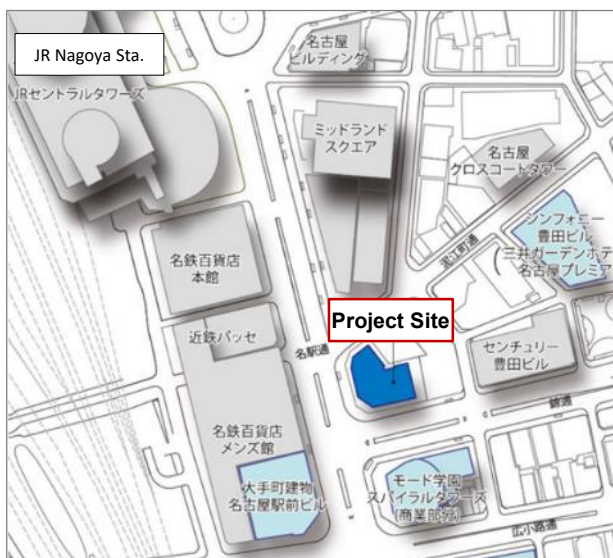 JR Nagoya Sta.
JRセントラルタワーズ
名古屋
ビルディング
ミッドランド
スクエア
名古屋
クロスコートタワー
シンフォニー
豊田ビル
三井ガーデンホテ
名古屋プレミア
名鉄百貨店
本館
泥江町通
Project Site
近鉄パッセ
名駅通
センチュリー
豊田ビル
錦通
名鉄百貨店
メンズ館
大手町建物
名古屋駅前ビル
モード学園
スパイラルタワーズ
(商業部分)
広小路通